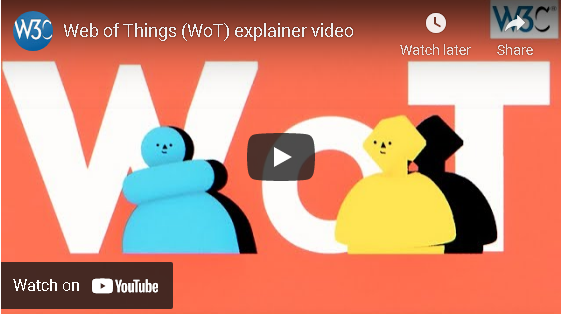 W3C Web of Things (WoT) explainer video
Watch later
Share
W3C®
WoT
Watch on YouTube